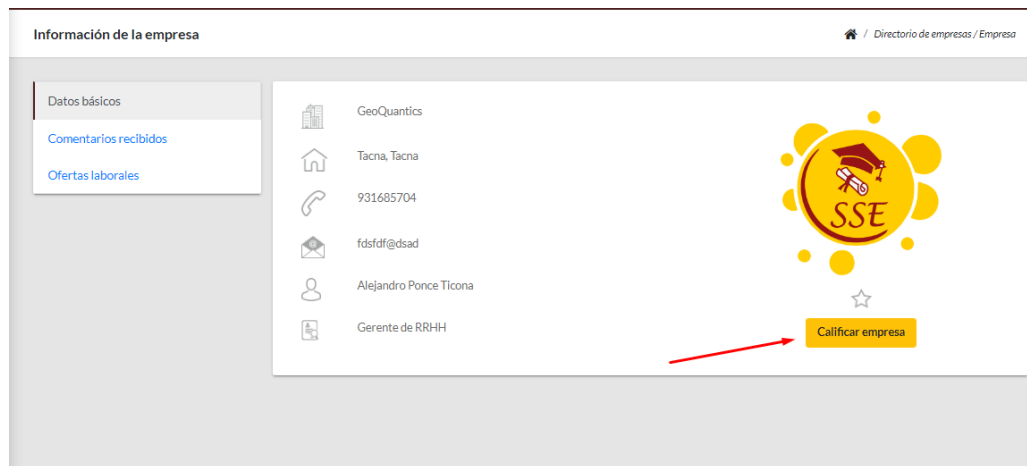 Información de la empresa
/ Directorio de empresas / Empresa
Datos básicos
Comentarios recibidos
Ofertas laborales
GeoQuantics
Tacna, Tacna
931685704
fdsfdf@dsad
Alejandro Ponce Ticona
Gerente de RRHH
SSE
Calificar empresa